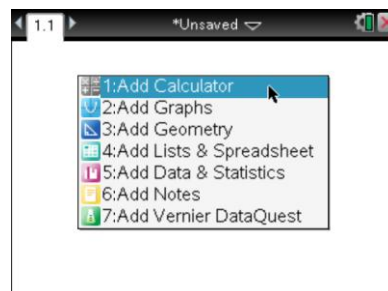 1.1 *Unsaved
1:Add Calculator
2:Add Graphs
3:Add Geometry
4:Add Lists & Spreadsheet
5:Add Data & Statistics
6:Add Notes
7:Add Vernier DataQuest